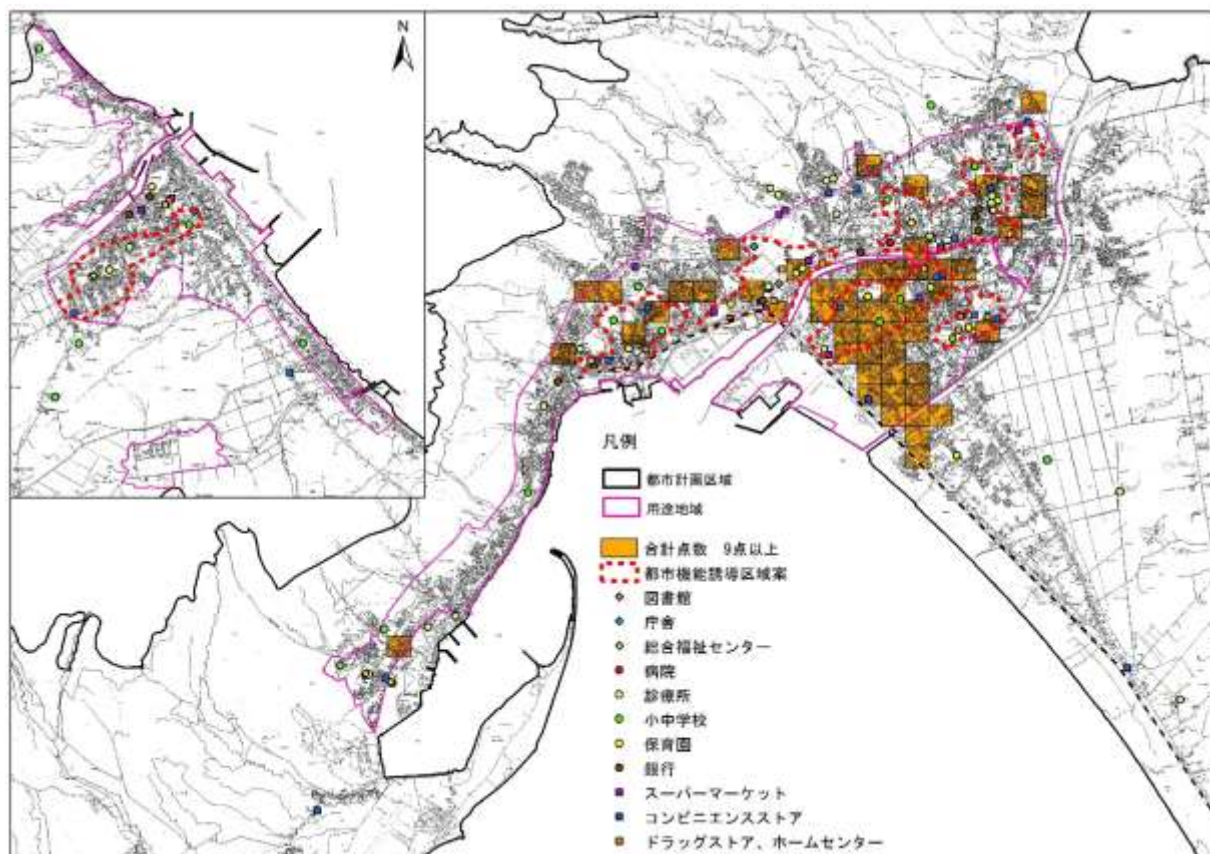 N
凡例
都市計画区域
用途地域
合計点数 9点以上
都市機能誘導区域案
図書館
庁舎
総合福祉センター
病院
診療所
小中学校
保育園
銀行
スーパーマーケット
コンビニエンスストア
ドラッグストア、ホームセンター